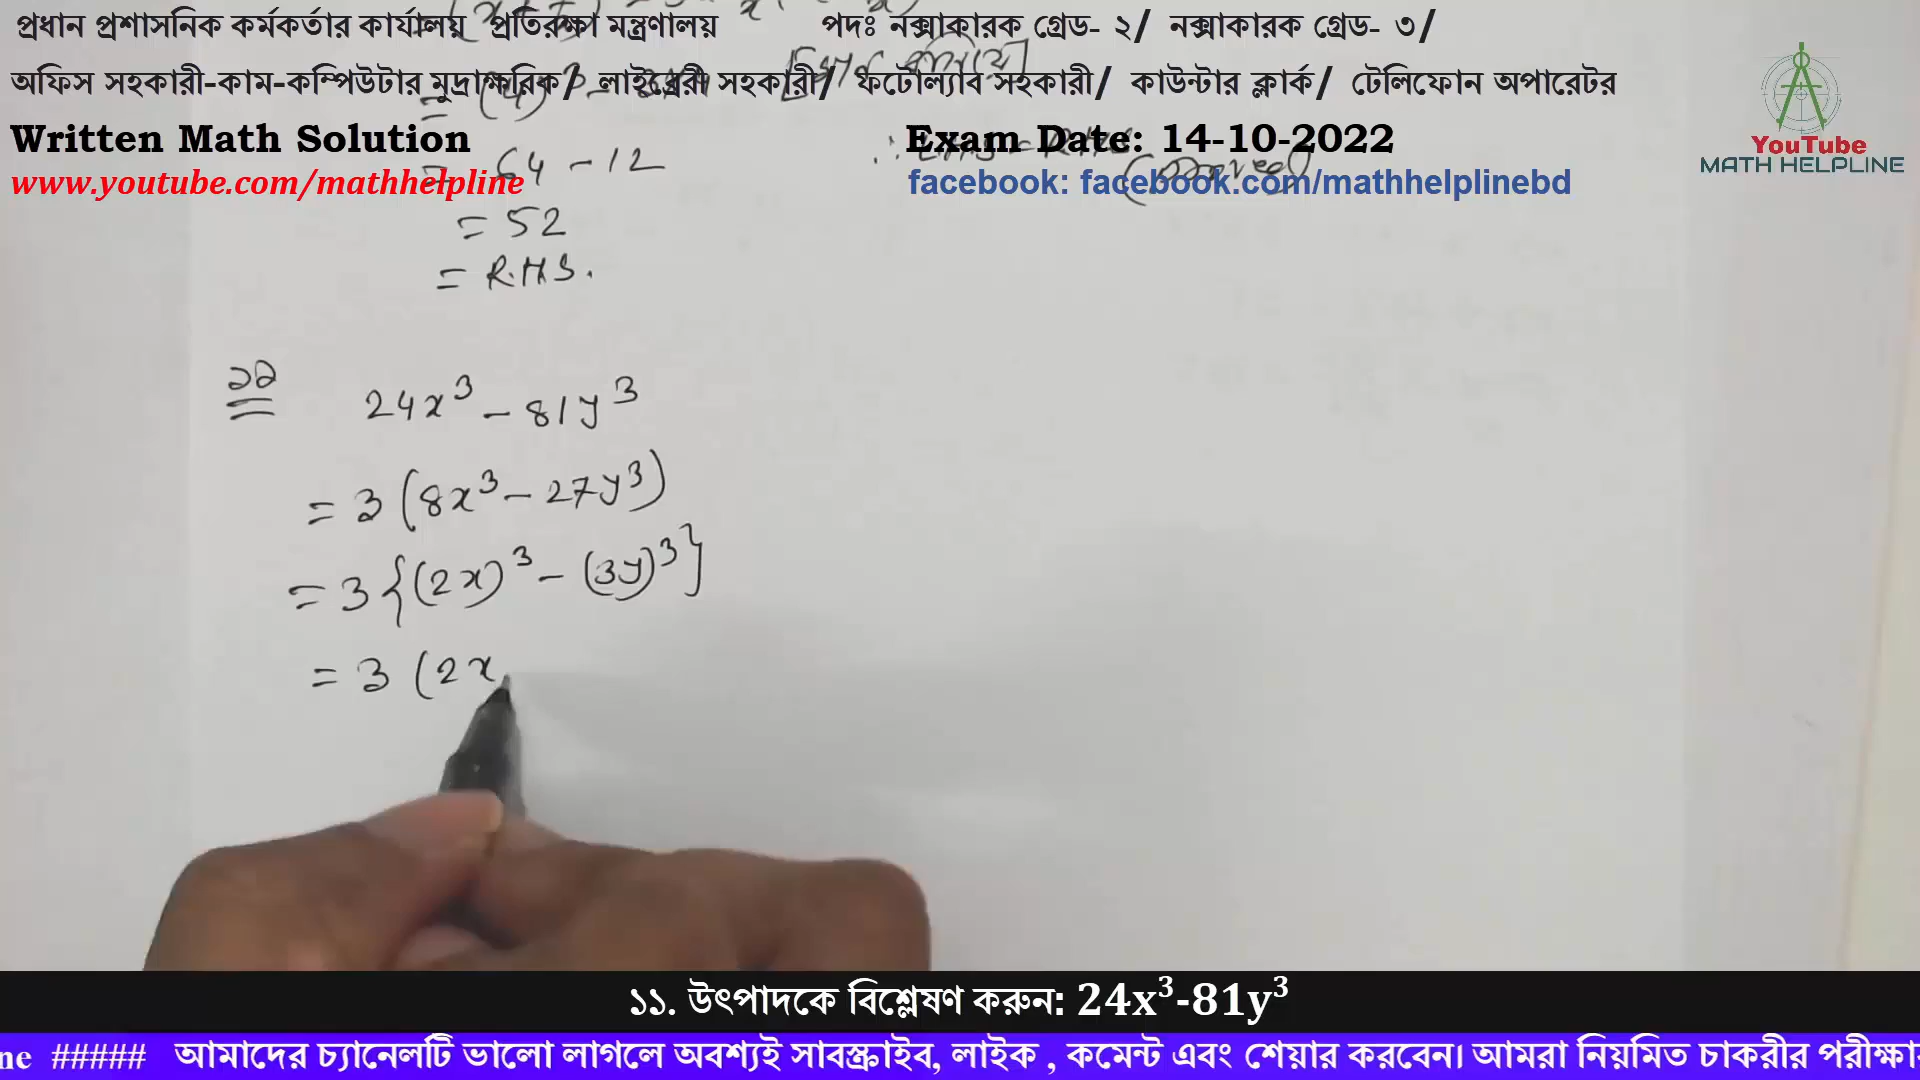 প্রধান প্রশাসনিক কর্মকর্তার কার্যালয় প্রতিরক্ষা মন্ত্রণালয় পদঃ নক্সাকারক গ্রেড- ২/ নক্সাকারক গ্রেড- ৩/
অফিস সহকারী-কাম-কম্পিউটার মুদ্রাক্ষরিক/ লাইব্রেরী সহকারী/ ফটোল্যাব সহকারী/ কাউন্টার ক্লার্ক/ টেলিফোন অপারেটর
Written Math Solution Exam Date: 14-10-2022
www.youtube.com/mathhelpline facebook: facebook.com/mathhelplinebd
YouTube
MATH HELPLINE
= 64 - 12
∴ L.H.S = R.H.S
(proved)
= 52
= R.H.S.
১১
24x³ - 81y³
= 3 (8x³ - 27y³)
= 3 {(2x)³ - (3y)³}
= 3 (2x
১১. উৎপাদকে বিশ্লেষণ করুন: 24x³-81y³
ne ##### আমাদের চ্যানেলটি ভালো লাগলে অবশ্যই সাবস্ক্রাইব, লাইক , কমেন্ট এবং শেয়ার করবেন। আমরা নিয়মিত চাকরীর পরীক্ষার